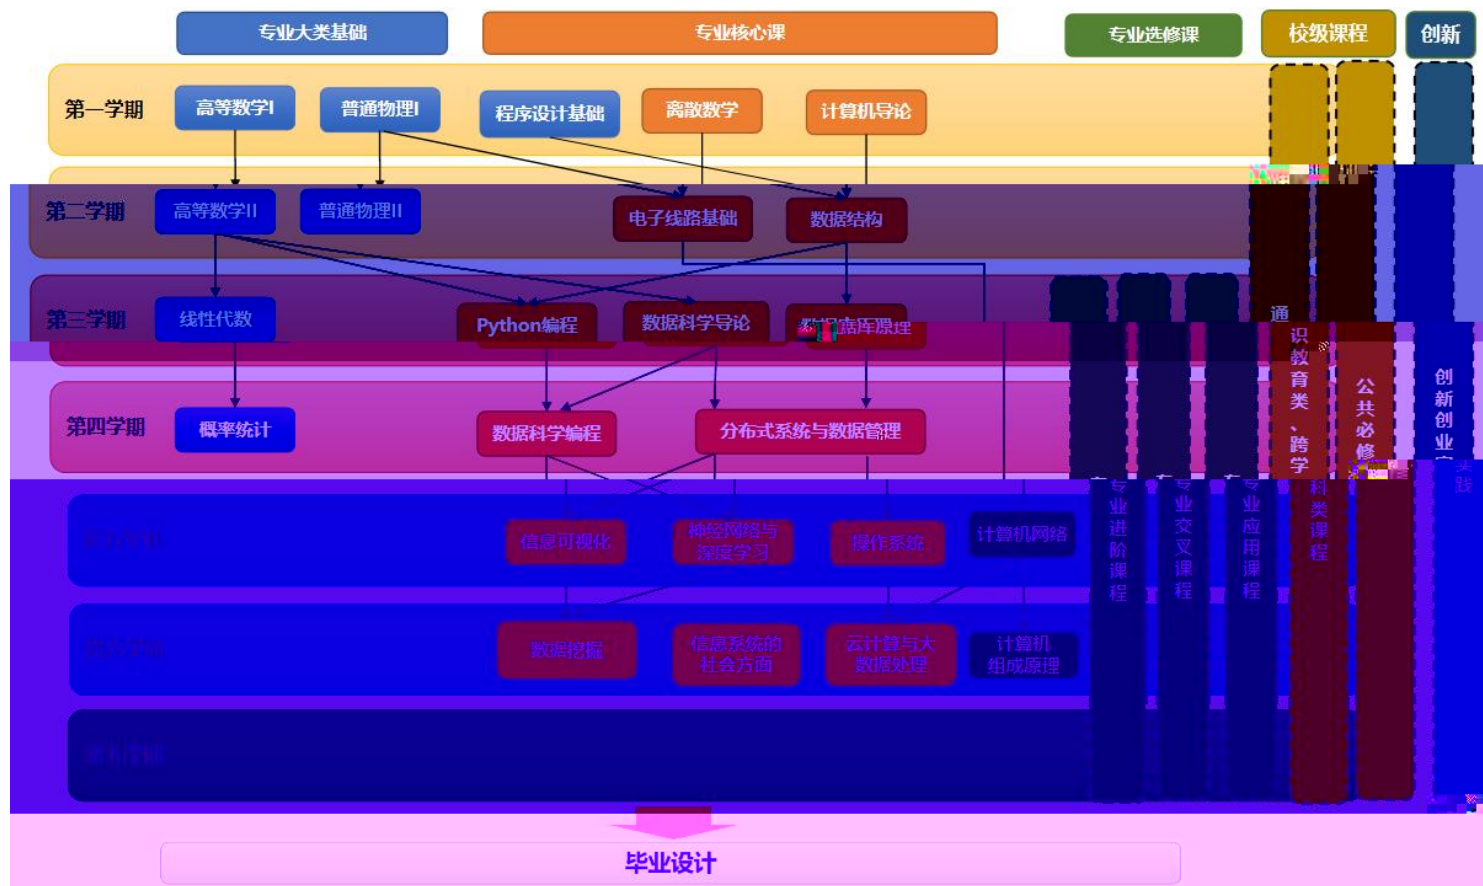 专业大类基础
专业核心课
专业选修课
校级课程
创新
第一学期
高等数学I
普通物理I
程序设计基础
离散数学
计算机导论
第二学期
高等数学II
普通物理II
电子线路基础
数据结构
第三学期
线性代数
Python编程
数据科学导论
数据库原理
第四学期
概率统计
数据科学编程
分布式系统与数据管理
信息可视化
神经网络与
深度学习
操作系统
计算机网络
数据挖掘
信息系统的
社会方面
云计算与大
数据处理
计算机
组成原理
专业进阶课程
专业交叉课程
专业应用课程
通识教育类、跨学科类课程
公共必修
创新创业实践
毕业设计